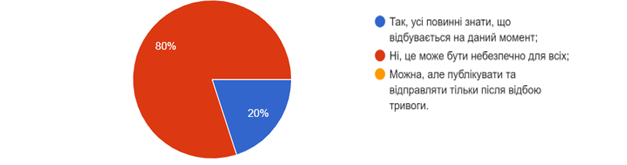 80%
20%
Так, усі повинні знати, що
відбувається на даний момент;
Ні, це може бути небезпечно для всіх;
Можна, але публікувати та
відправляти тільки після відбою
тривоги.